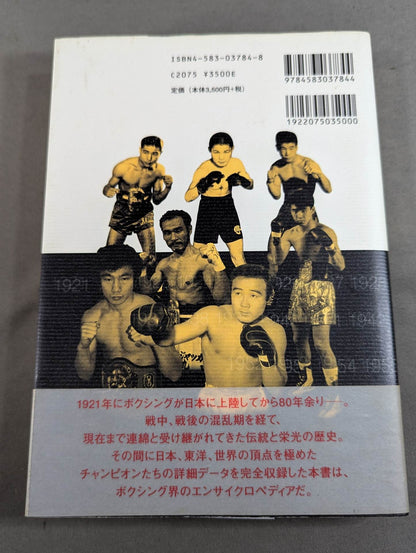 ISBN4-583-03784-8
C2075 ¥3500E
定価(本体3,500円+税)
9784583037844
1922075035000
1921
1927
1921年にボクシングが日本に上陸してから80年余り――。
戦中、戦後の混乱期を経て、
現在まで連綿と受け継がれてきた伝統と栄光の歴史。
その間に日本、東洋、世界の頂点を極めた
チャンピオンたちの詳細データを完全収録した本書は、
ボクシング界のエンサイクロペディアだ。